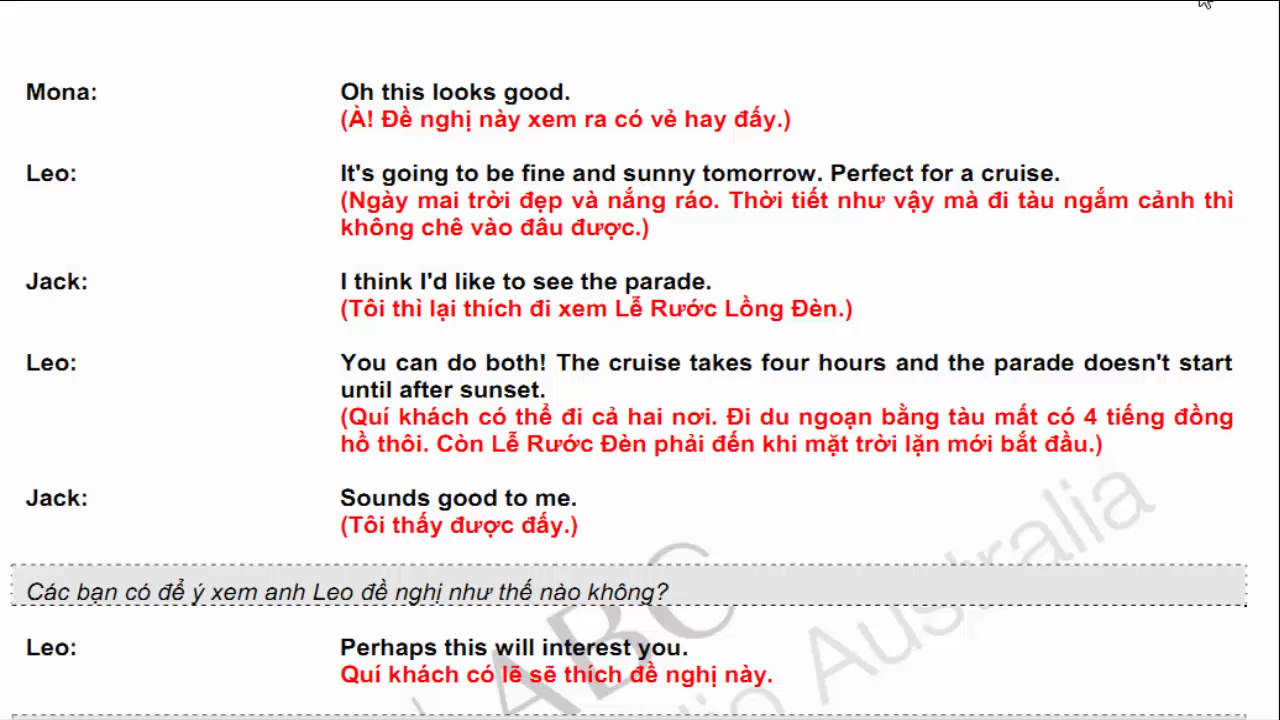 Mona: Oh this looks good.
(À! Đề nghị này xem ra có vẻ hay đấy.)
Leo: It's going to be fine and sunny tomorrow. Perfect for a cruise.
(Ngày mai trời đẹp và nắng ráo. Thời tiết như vậy mà đi tàu ngắm cảnh thì
không chê vào đâu được.)
Jack: I think I'd like to see the parade.
(Tôi thì lại thích đi xem Lễ Rước Lồng Đèn.)
Leo: You can do both! The cruise takes four hours and the parade doesn't start
until after sunset.
(Quí khách có thể đi cả hai nơi. Đi du ngoạn bằng tàu mất có 4 tiếng đồng
hồ thôi. Còn Lễ Rước Đèn phải đến khi mặt trời lặn mới bắt đầu.)
Jack: Sounds good to me.
(Tôi thấy được đấy.)
Các bạn có để ý xem anh Leo đề nghị như thế nào không?
Leo: Perhaps this will interest you.
Quí khách có lẽ sẽ thích đề nghị này.
ABC
Australia